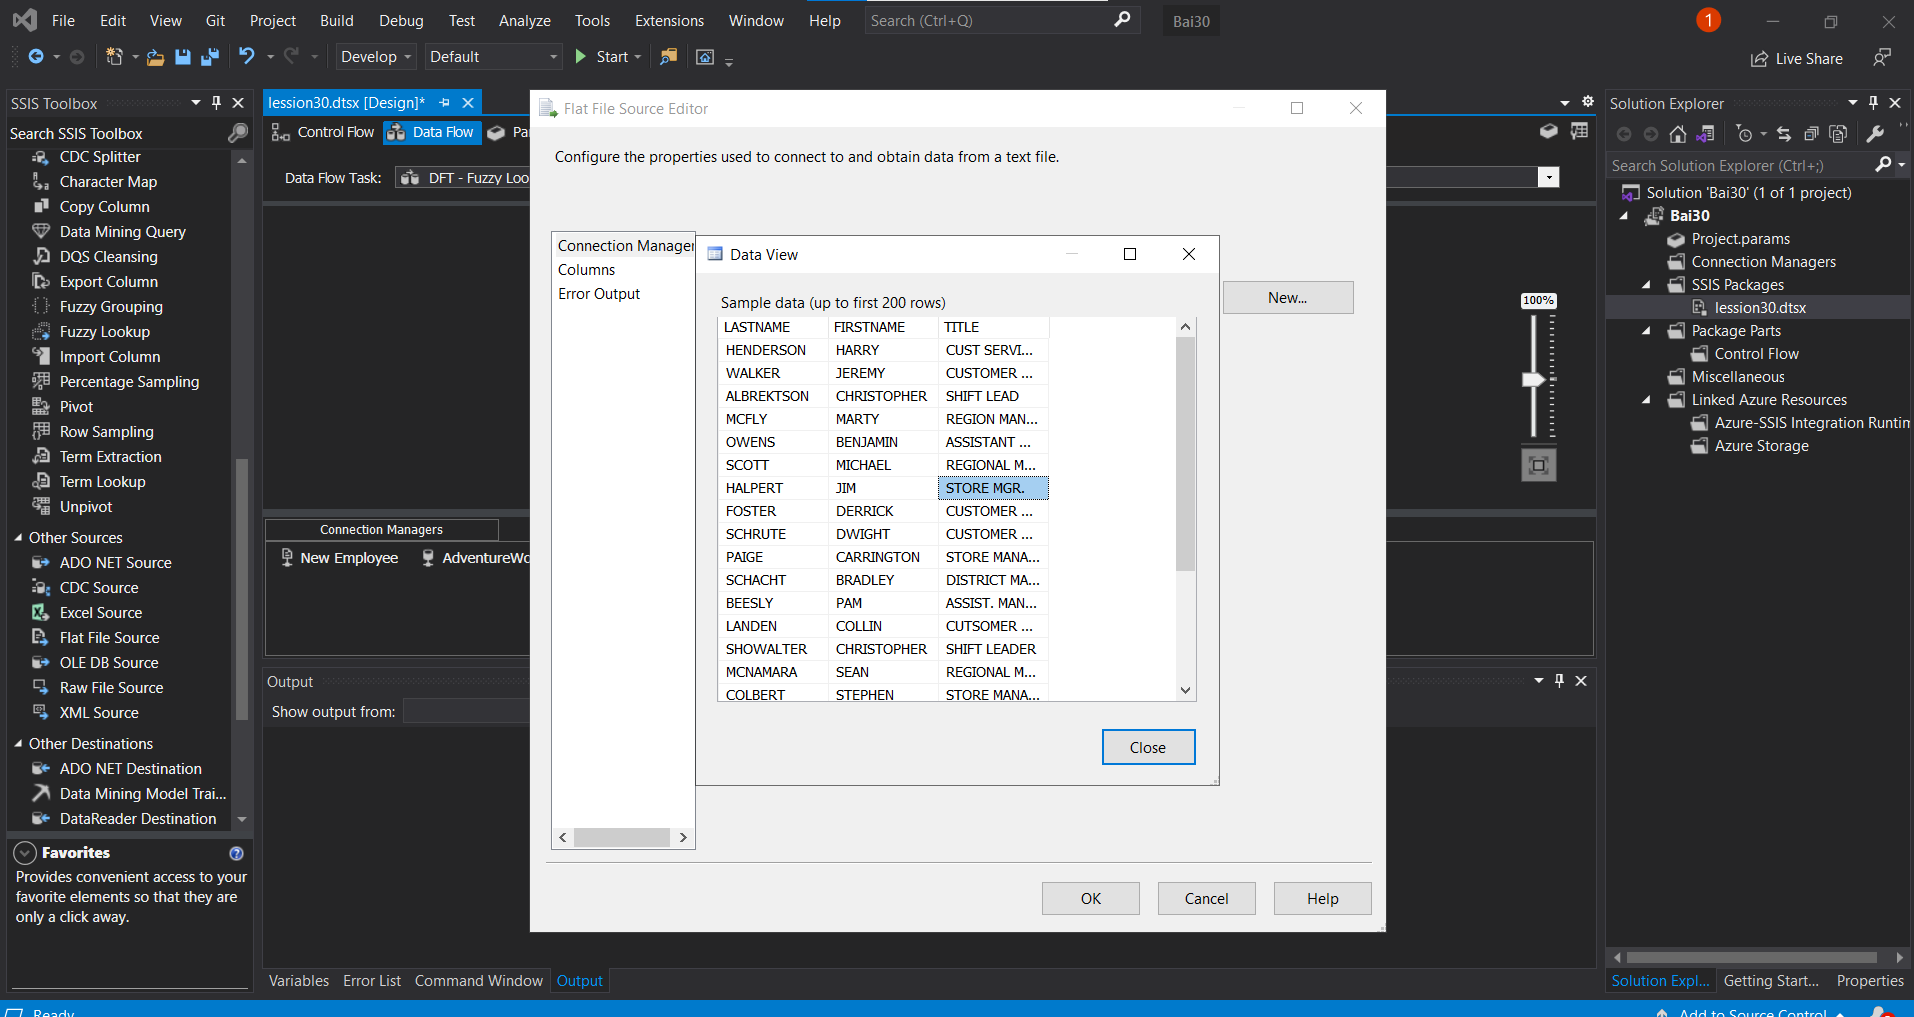 File Edit View Git Project Build Debug Test Analyze Tools Extensions Window Help Search (Ctrl+Q) Bai30 1
Develop Default Start Live Share
SSIS Toolbox
Search SSIS Toolbox
CDC Splitter
Character Map
Copy Column
Data Mining Query
DQS Cleansing
Export Column
Fuzzy Grouping
Fuzzy Lookup
Import Column
Percentage Sampling
Pivot
Row Sampling
Term Extraction
Term Lookup
Unpivot
Other Sources
ADO NET Source
CDC Source
Excel Source
Flat File Source
OLE DB Source
Raw File Source
XML Source
Other Destinations
ADO NET Destination
Data Mining Model Trai...
DataReader Destination
Favorites
Provides convenient access to your
favorite elements so that they are
only a click away.
lession30.dtsx [Design]*
Control Flow Data Flow Pa
Data Flow Task: DFT - Fuzzy Loo
100%
Connection Managers
New Employee AdventureWo
Output
Show output from:
Variables Error List Command Window Output
Flat File Source Editor
Configure the properties used to connect to and obtain data from a text file.
Connection Manager
Columns
Error Output
New...
Data View
Sample data (up to first 200 rows)
LASTNAME FIRSTNAME TITLE
HENDERSON HARRY CUST SERVI...
WALKER JEREMY CUSTOMER ...
ALBREKTSON CHRISTOPHER SHIFT LEAD
MCFLY MARTY REGION MAN...
OWENS BENJAMIN ASSISTANT ...
SCOTT MICHAEL REGIONAL M...
HALPERT JIM STORE MGR.
FOSTER DERRICK CUSTOMER ...
SCHRUTE DWIGHT CUSTOMER ...
PAIGE CARRINGTON STORE MANA...
SCHACHT BRADLEY DISTRICT MA...
BEESLY PAM ASSIST. MAN...
LANDEN COLLIN CUTSOMER ...
SHOWALTER CHRISTOPHER SHIFT LEADER
MCNAMARA SEAN REGIONAL M...
COLBERT STEPHEN STORE MANA...
Close
OK Cancel Help
Solution Explorer
Search Solution Explorer (Ctrl+;)
Solution 'Bai30' (1 of 1 project)
Bai30
Project.params
Connection Managers
SSIS Packages
lession30.dtsx
Package Parts
Control Flow
Miscellaneous
Linked Azure Resources
Azure-SSIS Integration Runtim
Azure Storage
Solution Expl... Getting Start... Properties
Ready Add to Source Control